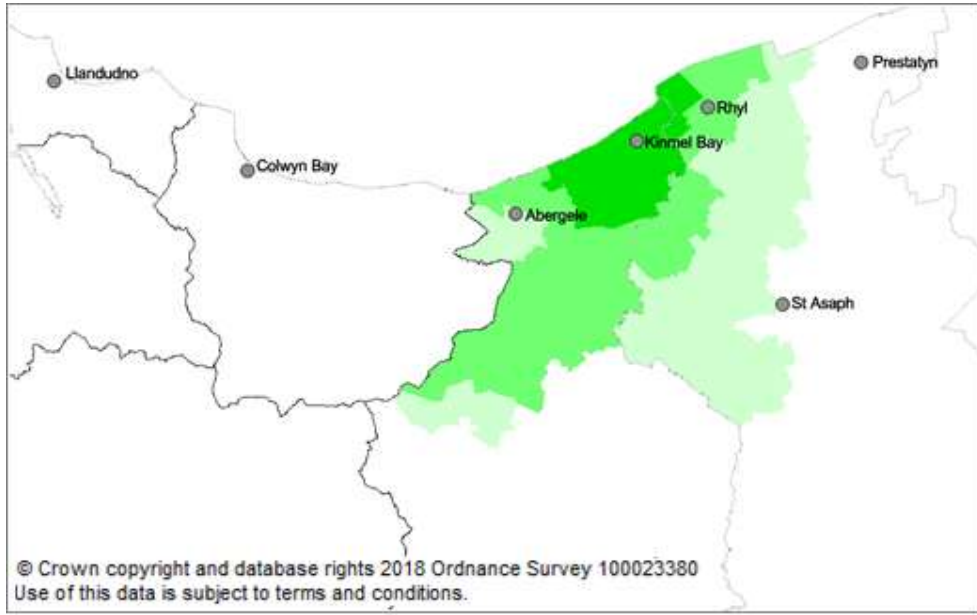 Llandudno
Prestatyn
Rhyl
Kinmel Bay
Colwyn Bay
Abergele
St Asaph
© Crown copyright and database rights 2018 Ordnance Survey 100023380
Use of this data is subject to terms and conditions.